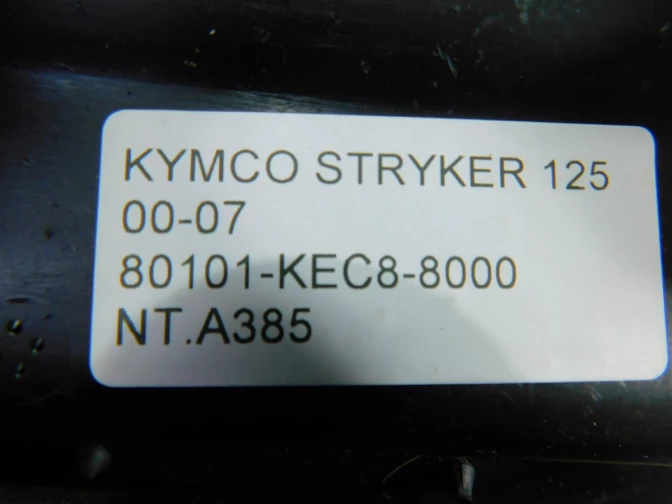 KYMCO STRYKER 125
00-07
80101-KEC8-8000
NT.A385